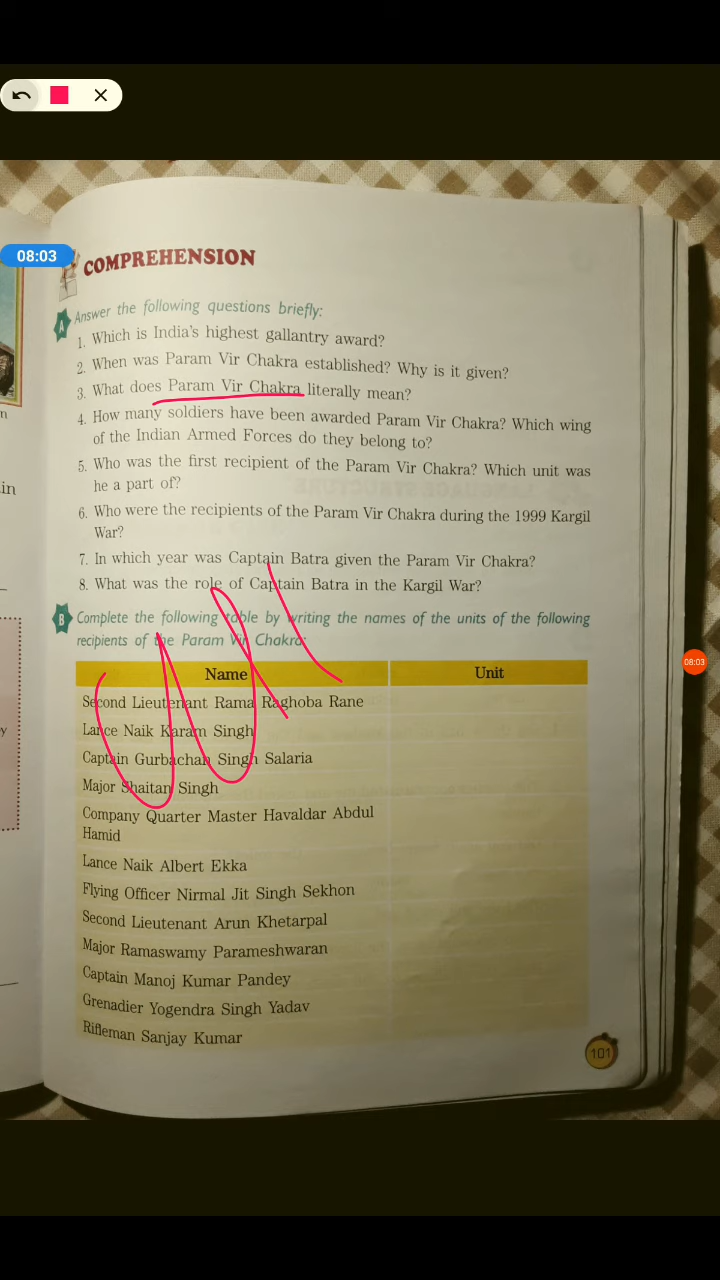 08:03
COMPREHENSION
A Answer the following questions briefly:
1. Which is India's highest gallantry award?
2. When was Param Vir Chakra established? Why is it given?
3. What does Param Vir Chakra literally mean?
4. How many soldiers have been awarded Param Vir Chakra? Which wing
of the Indian Armed Forces do they belong to?
5. Who was the first recipient of the Param Vir Chakra? Which unit was
he a part of?
6. Who were the recipients of the Param Vir Chakra during the 1999 Kargil
War?
7. In which year was Captain Batra given the Param Vir Chakra?
8. What was the role of Captain Batra in the Kargil War?
B Complete the following table by writing the names of the units of the following
recipients of the Param Vir Chakra:
Name Unit
Second Lieutenant Rama Raghoba Rane
Lance Naik Karam Singh
Captain Gurbachan Singh Salaria
Major Shaitan Singh
Company Quarter Master Havaldar Abdul
Hamid
Lance Naik Albert Ekka
Flying Officer Nirmal Jit Singh Sekhon
Second Lieutenant Arun Khetarpal
Major Ramaswamy Parameshwaran
Captain Manoj Kumar Pandey
Grenadier Yogendra Singh Yadav
Rifleman Sanjay Kumar
101
08:03
in
n
y